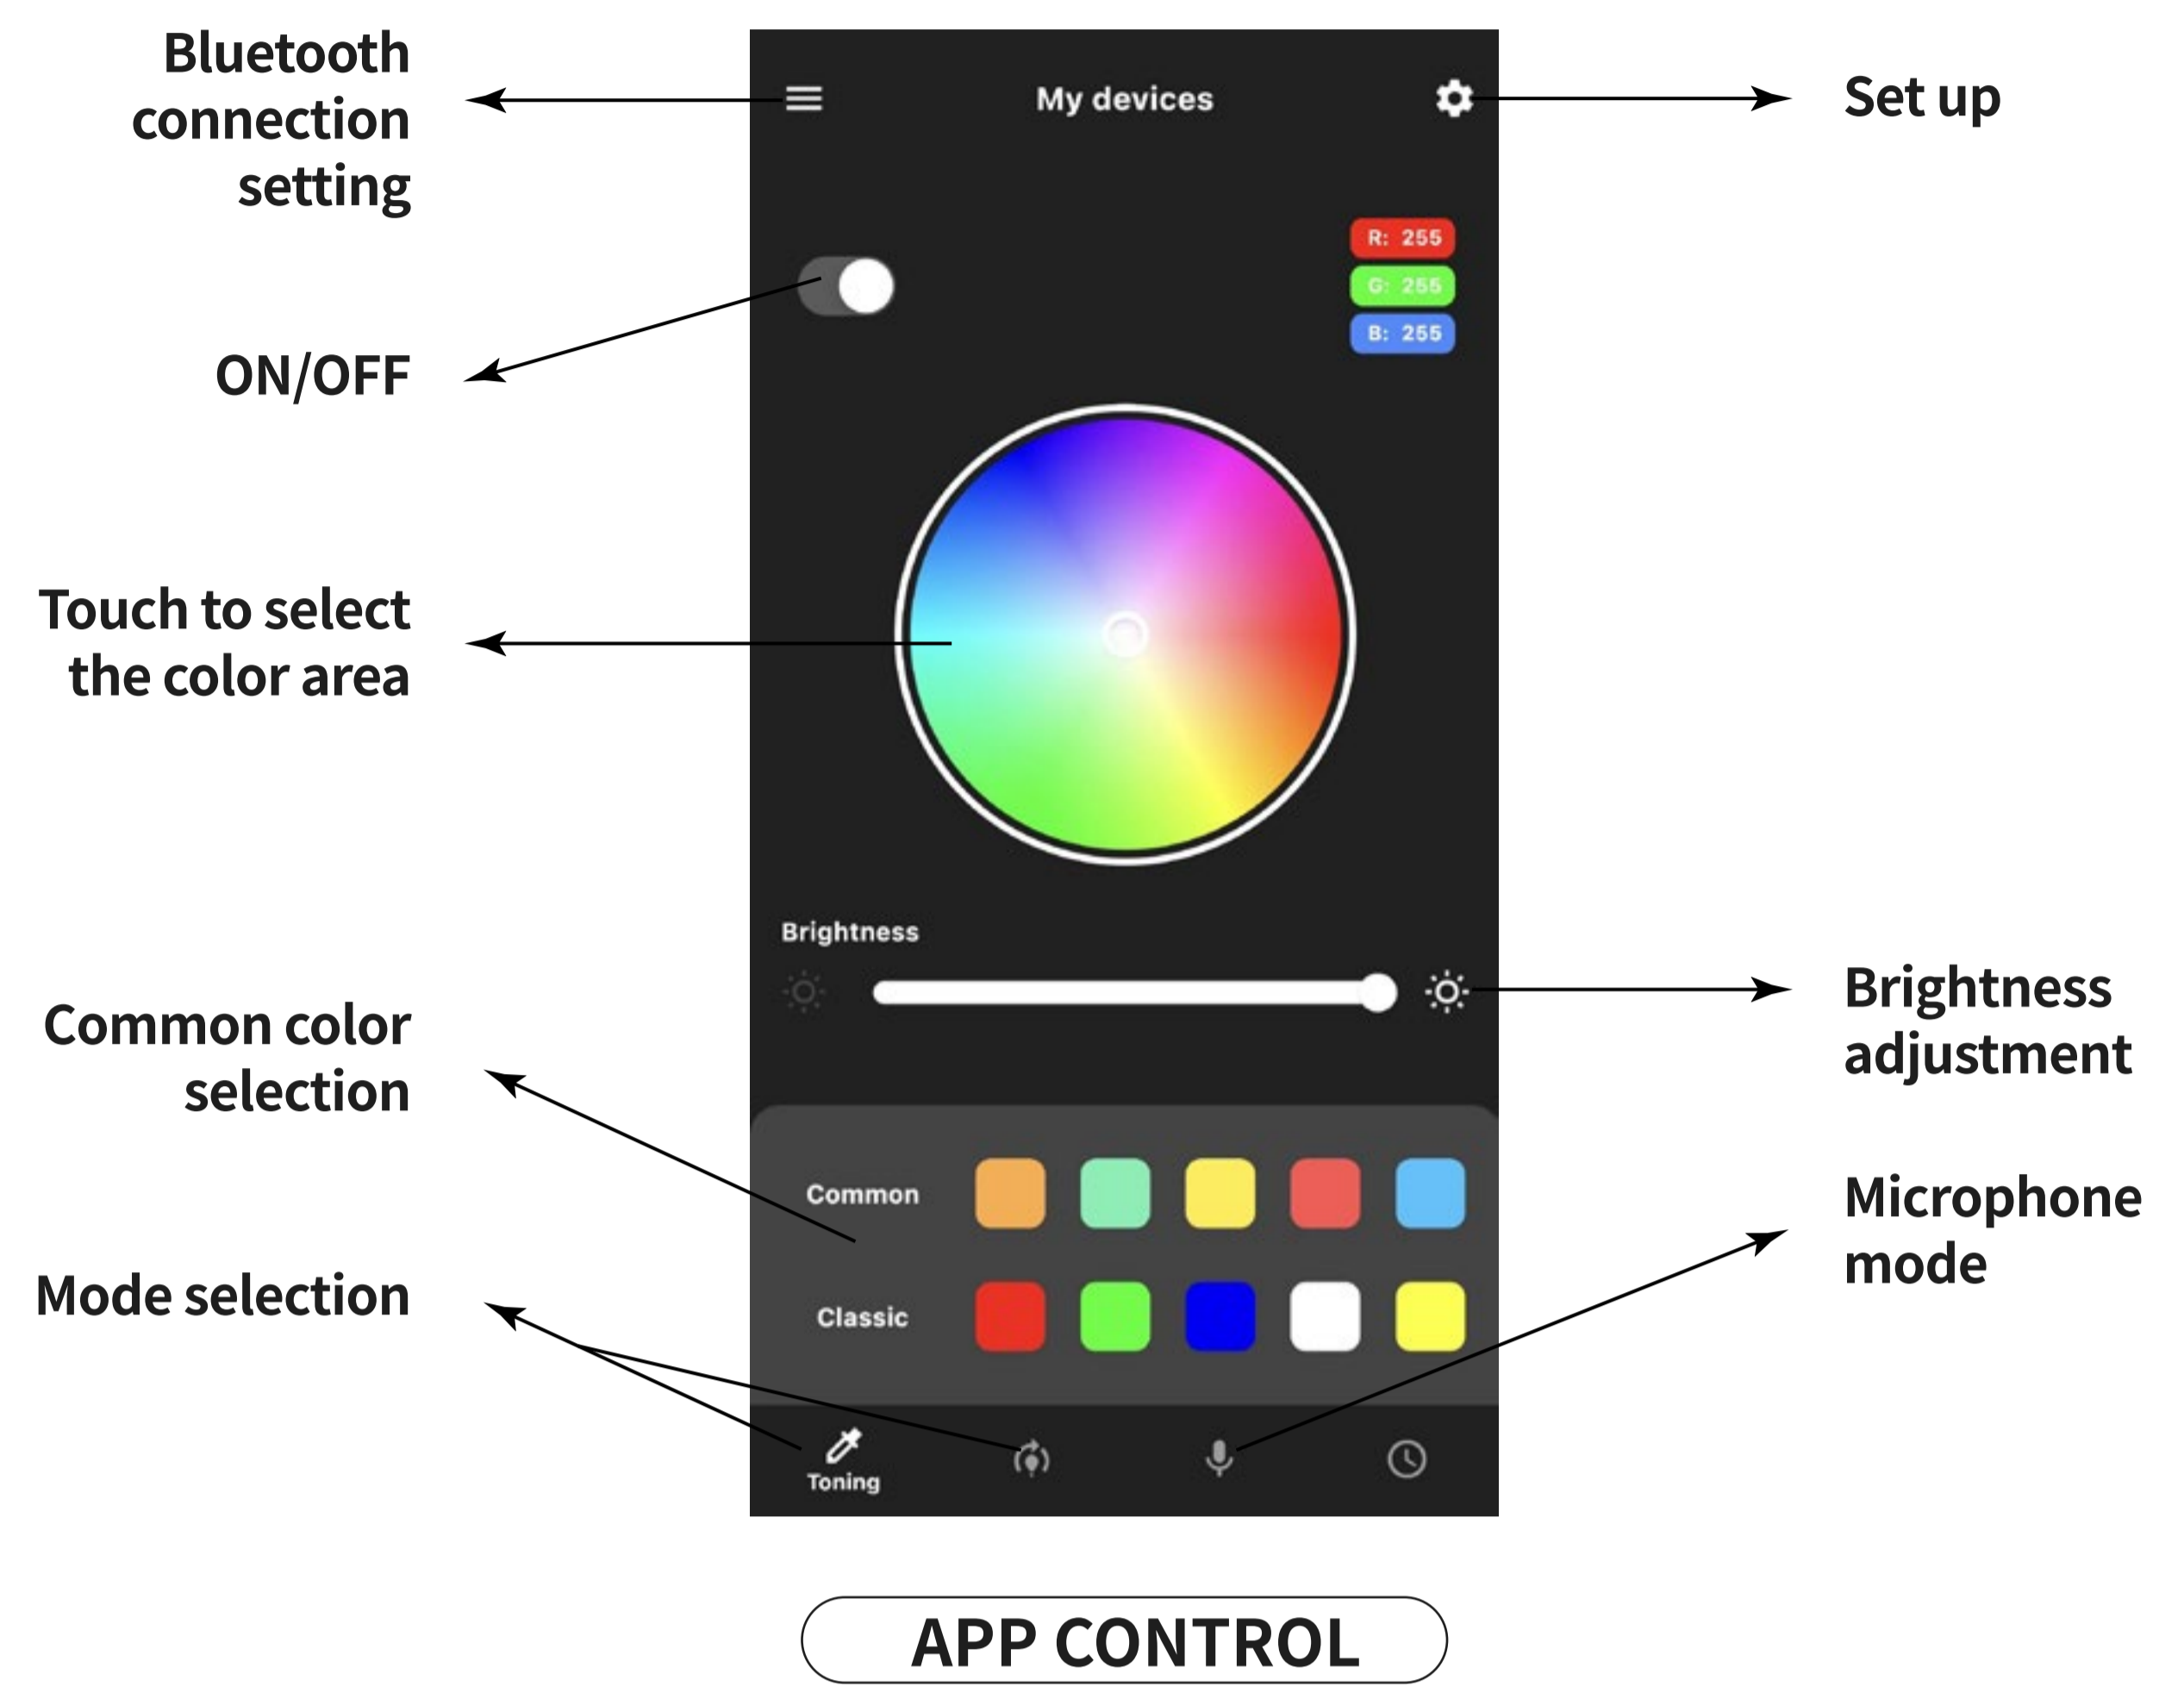 Bluetooth
connection
setting
My devices
Set up
R: 255
G: 255
B: 255
ON/OFF
Touch to select
the color area
Brightness
Brightness
adjustment
Common color
selection
Common
Microphone
mode
Mode selection
Classic
Toning
APP CONTROL